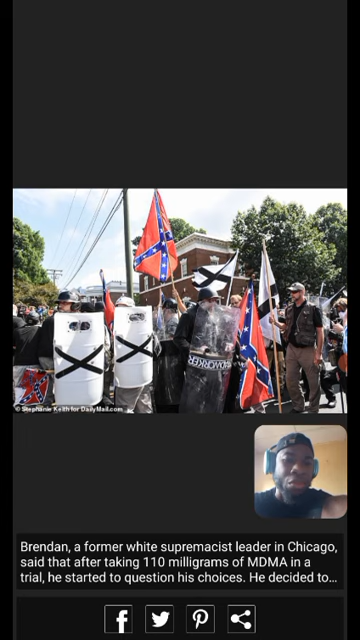 © Stephanie Keith for DailyMail.com
Brendan, a former white supremacist leader in Chicago,
said that after taking 110 milligrams of MDMA in a
trial, he started to question his choices. He decided to...